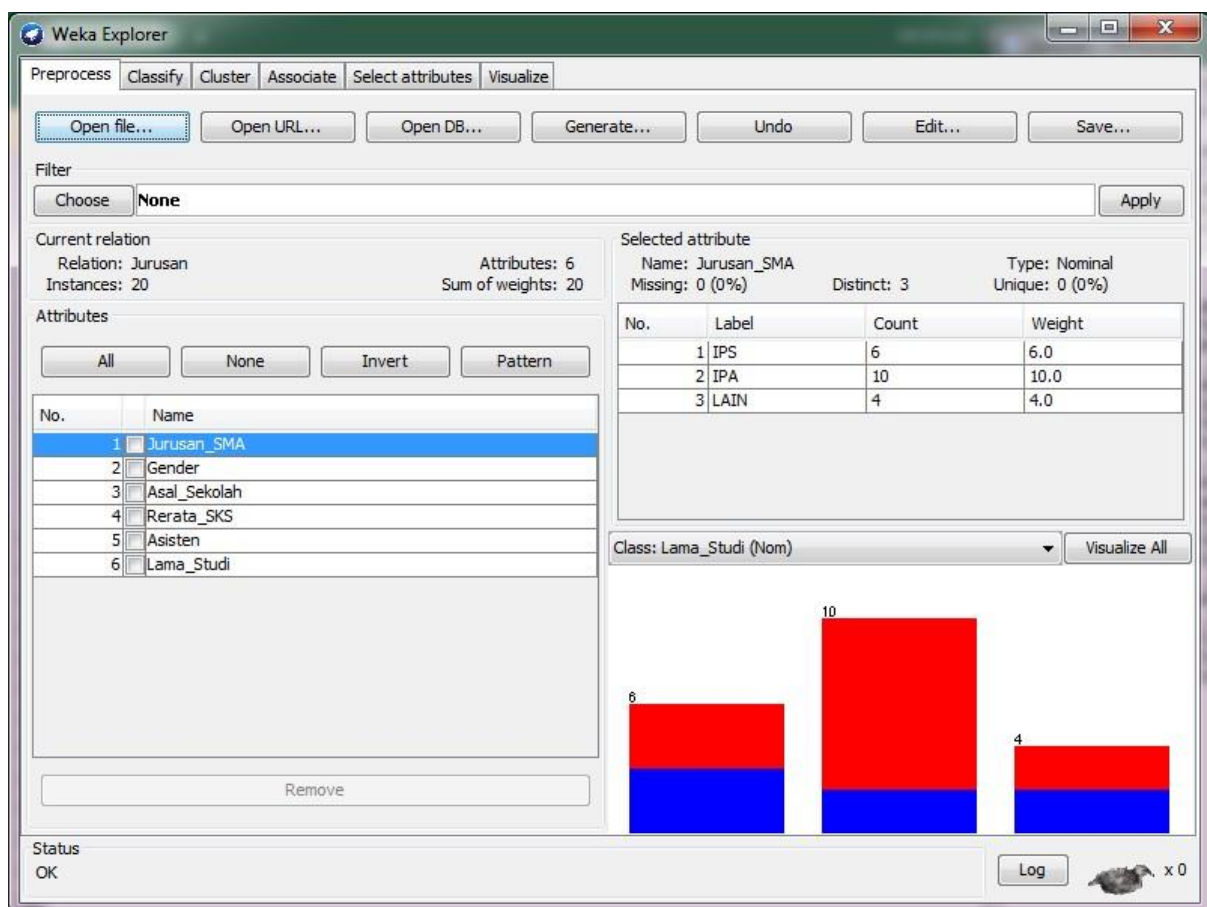 Weka Explorer
Preprocess Classify Cluster Associate Select attributes Visualize
Open file... Open URL... Open DB... Generate... Undo Edit... Save...
Filter
Choose None Apply
Current relation
Relation: Jurusan Attributes: 6
Instances: 20 Sum of weights: 20
Attributes
All None Invert Pattern
No. Name
1 Jurusan_SMA
2 Gender
3 Asal_Sekolah
4 Rerata_SKS
5 Asisten
6 Lama_Studi
Remove
Selected attribute
Name: Jurusan_SMA Type: Nominal
Missing: 0 (0%) Distinct: 3 Unique: 0 (0%)
No. Label Count Weight
1 IPS 6 6.0
2 IPA 10 10.0
3 LAIN 4 4.0
Class: Lama_Studi (Nom) Visualize All
6
10
4
Status
OK
Log x 0